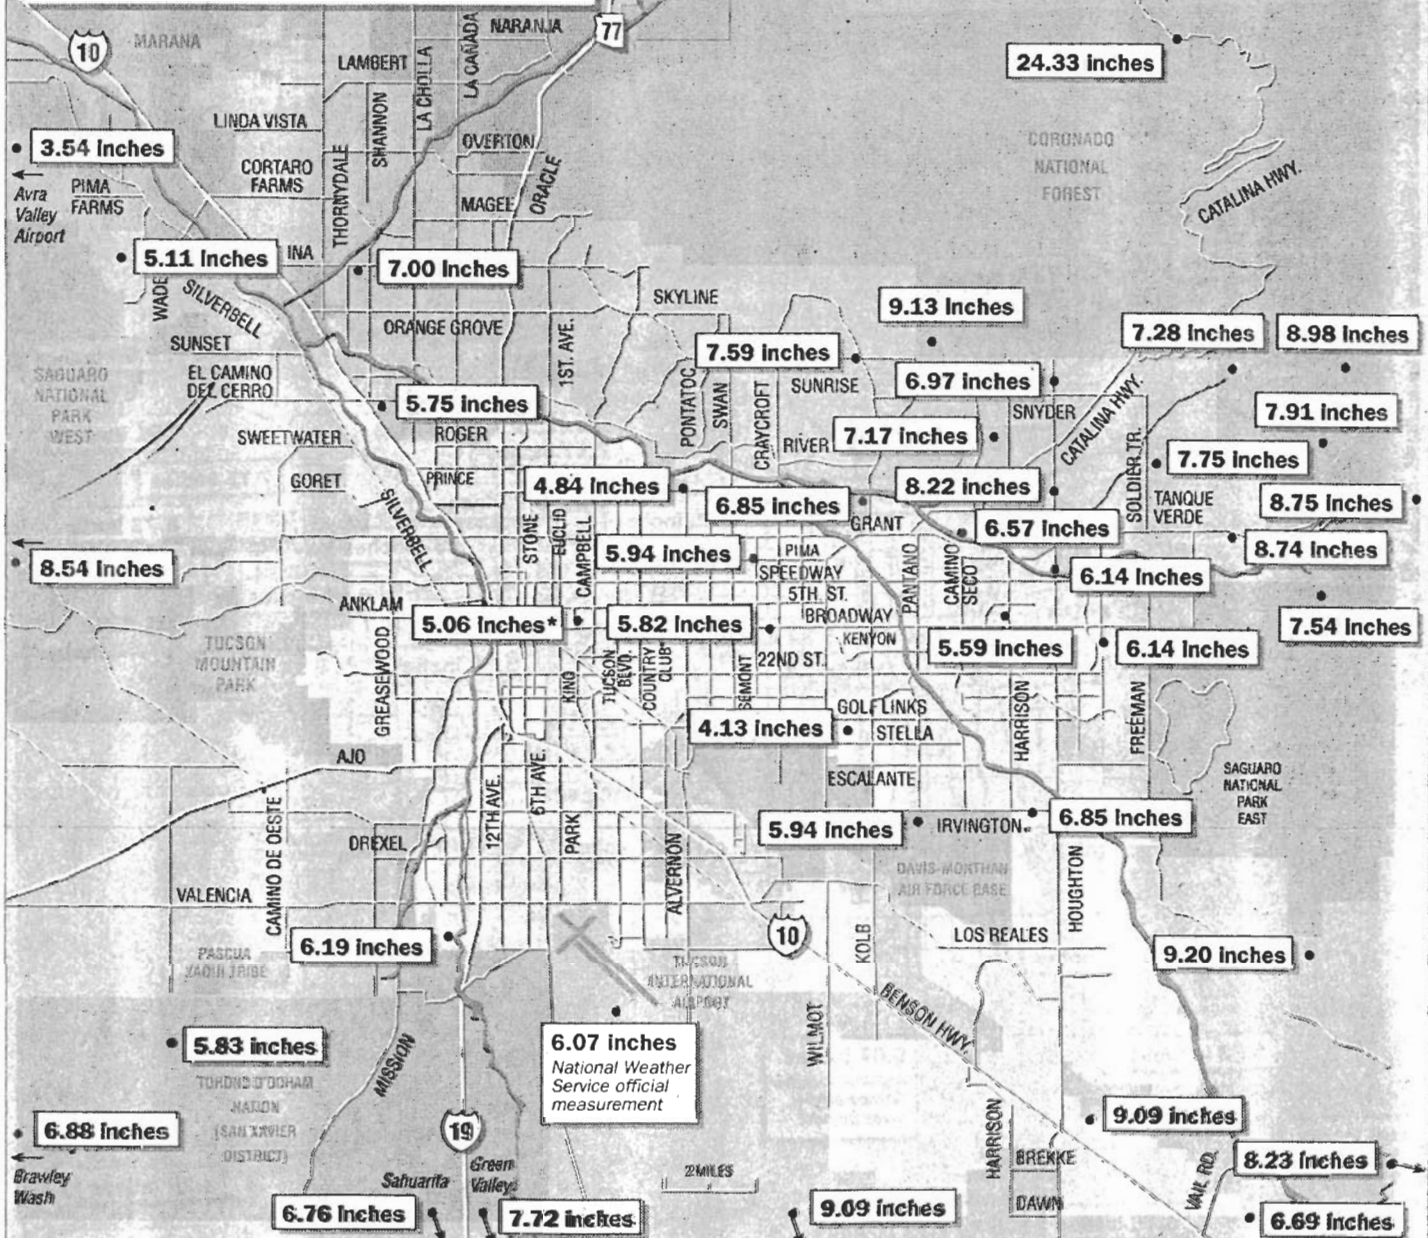 77
NARANJA
10
MARANA
LAMBERT
LA CHOLLA
LA CAÑADA
24.33 inches
LINDA VISTA
SHANNON
OVERTON
CORONADO
NATIONAL
FOREST
3.54 inches
CORTARO
FARMS
THORNYDALE
ORACLE
CATALINA HWY.
Avra
Valley
Airport
PIMA
FARMS
MAGEE
5.11 inches
INA
7.00 inches
WADE
SILVERBELL
SKYLINE
9.13 inches
ORANGE GROVE
1ST. AVE.
7.28 inches
8.98 inches
SUNSET
7.59 inches
SAGUARO
NATIONAL
PARK
WEST
EL CAMINO
DEL CERRO
SUNRISE
6.97 inches
PONTATOC
SWAN
CRAYCROFT
SNYDER
CATALINA HWY.
5.75 inches
7.91 inches
SWEETWATER
ROGER
RIVER
7.17 inches
SOLDIER TR.
7.75 inches
GORET
PRINCE
4.84 inches
8.22 inches
SILVERBELL
6.85 inches
TANQUE
VERDE
8.75 inches
STONE
EUCLID
CAMPBELL
GRANT
6.57 inches
5.94 inches
PIMA
SPEEDWAY
8.74 inches
8.54 inches
5TH. ST.
PANTANO
CAMINO
SECO
6.14 inches
ANKLAM
5.06 inches*
5.82 inches
BROADWAY
KENYON
7.54 inches
TUCSON
MOUNTAIN
PARK
GREASEWOOD
22ND ST.
5.59 inches
6.14 inches
KING
TUCSON
BLVD.
COUNTRY
CLUB
GOLF LINKS
HARRISON
FREEMAN
4.13 inches
STELLA
AJO
ESCALANTE
SAGUARO
NATIONAL
PARK
EAST
12TH AVE.
6TH AVE.
CAMINO DE OESTE
DREXEL
PARK
ALVERNON
5.94 inches
IRVINGTON
6.85 inches
VALENCIA
DAVIS-MONTHAN
AIR FORCE BASE
HOUGHTON
6.19 inches
10
KOLB
LOS REALES
9.20 inches
PASCUA
YAQUI TRIBE
TUCSON
INTERNATIONAL
AIRPORT
BENSON HWY.
WILMOT
5.83 inches
MISSION
6.07 inches
National Weather
Service official
measurement
TOHONO O'ODHAM
NATION
(SAN XAVIER
DISTRICT)
6.88 inches
19
HARRISON
9.09 inches
Brawley
Wash
Sahuarita
Green
Valley
2 MILES
BREKKE
VAIL RD.
8.23 inches
6.76 inches
7.72 inches
9.09 inches
DAWN
6.69 inches